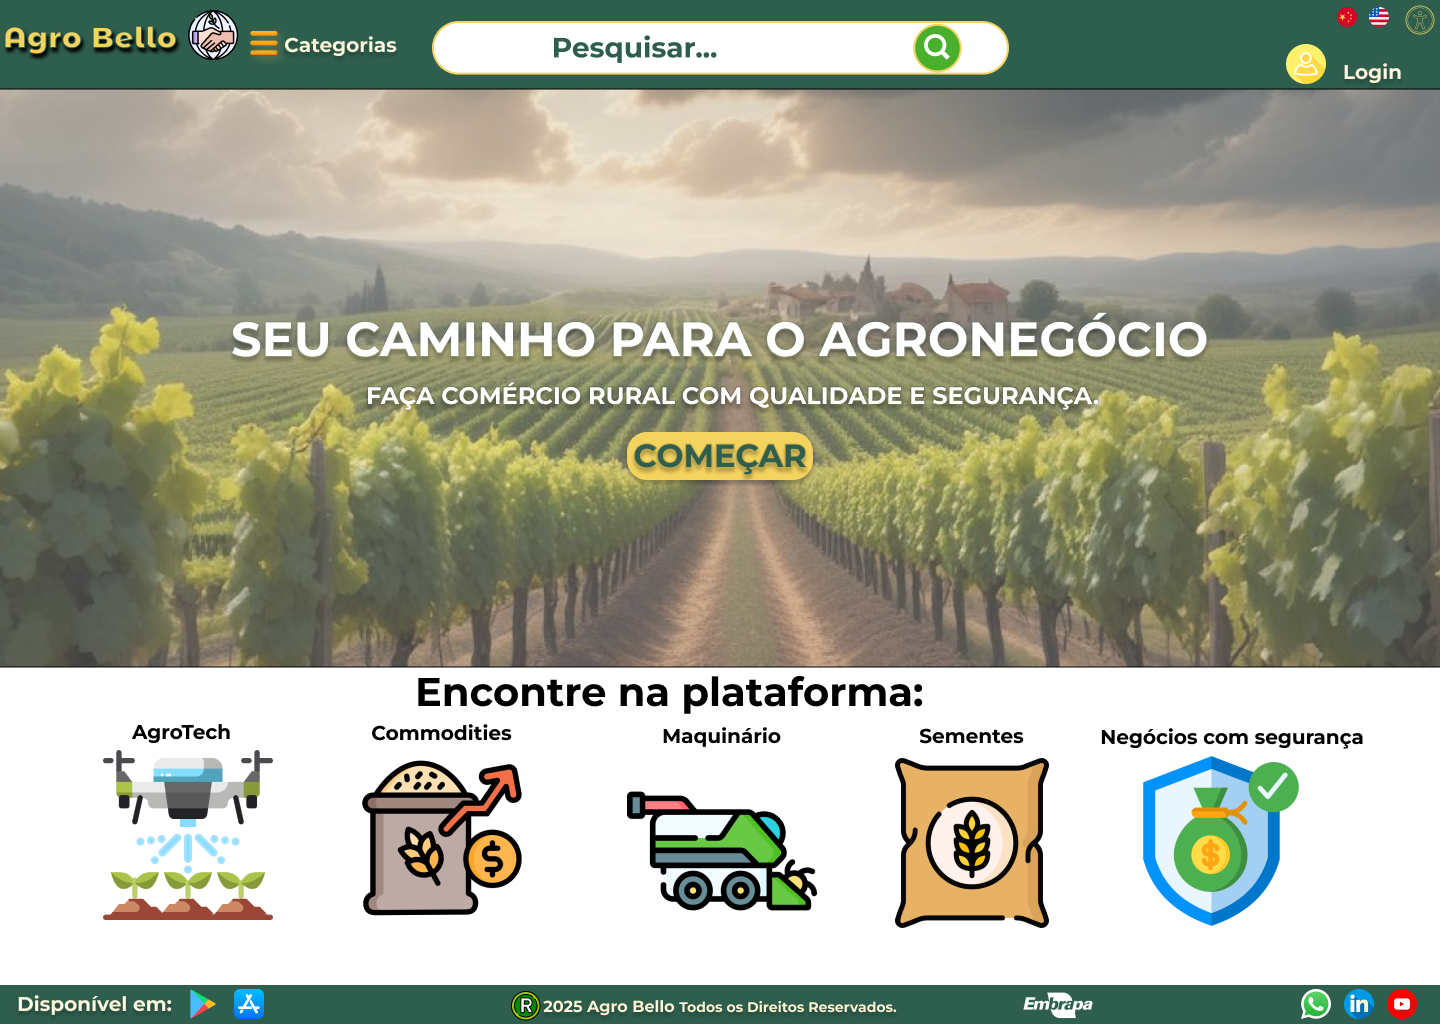 Agro Bello
Categorias
Pesquisar...
Login
SEU CAMINHO PARA O AGRONEGÓCIO
FAÇA COMÉRCIO RURAL COM QUALIDADE E SEGURANÇA.
COMEÇAR
Encontre na plataforma:
AgroTech
Commodities
Maquinário
Sementes
Negócios com segurança
$
$
Disponível em:
R 2025 Agro Bello Todos os Direitos Reservados.
Embrapa
in